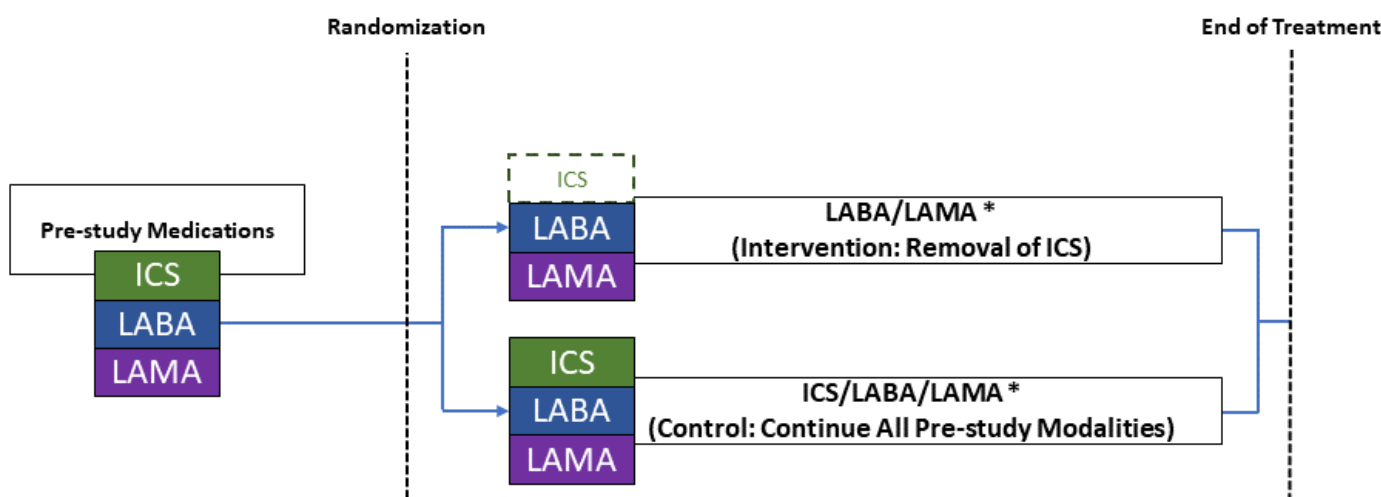 Randomization
End of Treatment
Pre-study Medications
ICS
LABA
LAMA
ICS
LABA
LAMA
LABA/LAMA *
(Intervention: Removal of ICS)
ICS
LABA
LAMA
ICS/LABA/LAMA *
(Control: Continue All Pre-study Modalities)